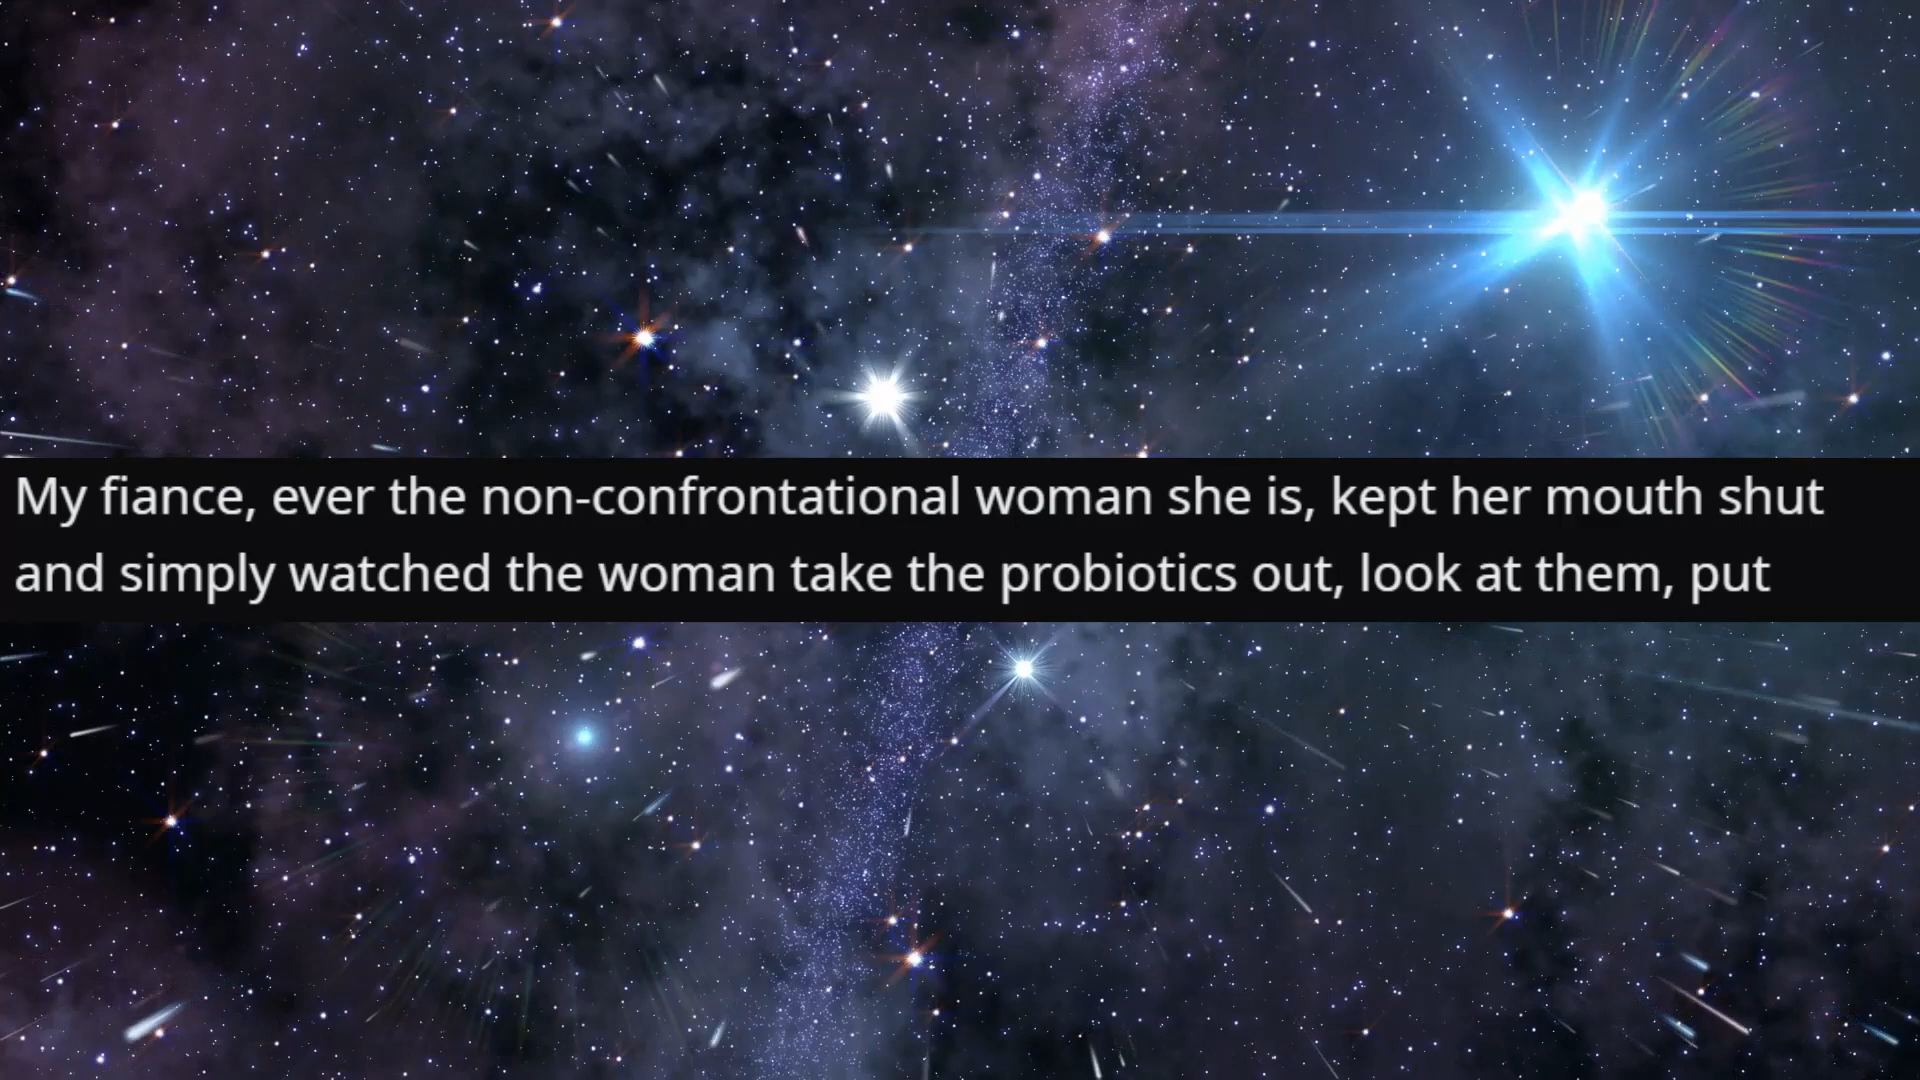 My fiance, ever the non-confrontational woman she is, kept her mouth shut
and simply watched the woman take the probiotics out, look at them, put